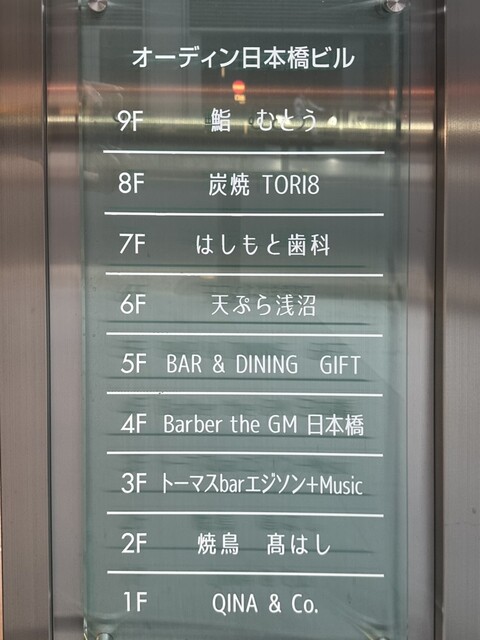 オーディン日本橋ビル
9F 鮨 むとう
8F 炭焼 TORI8
7F はしもと歯科
6F 天ぷら浅沼
5F BAR & DINING GIFT
4F Barber the GM 日本橋
3F トーマスbarエジソン+Music
2F 焼鳥 髙はし
1F QINA & Co.